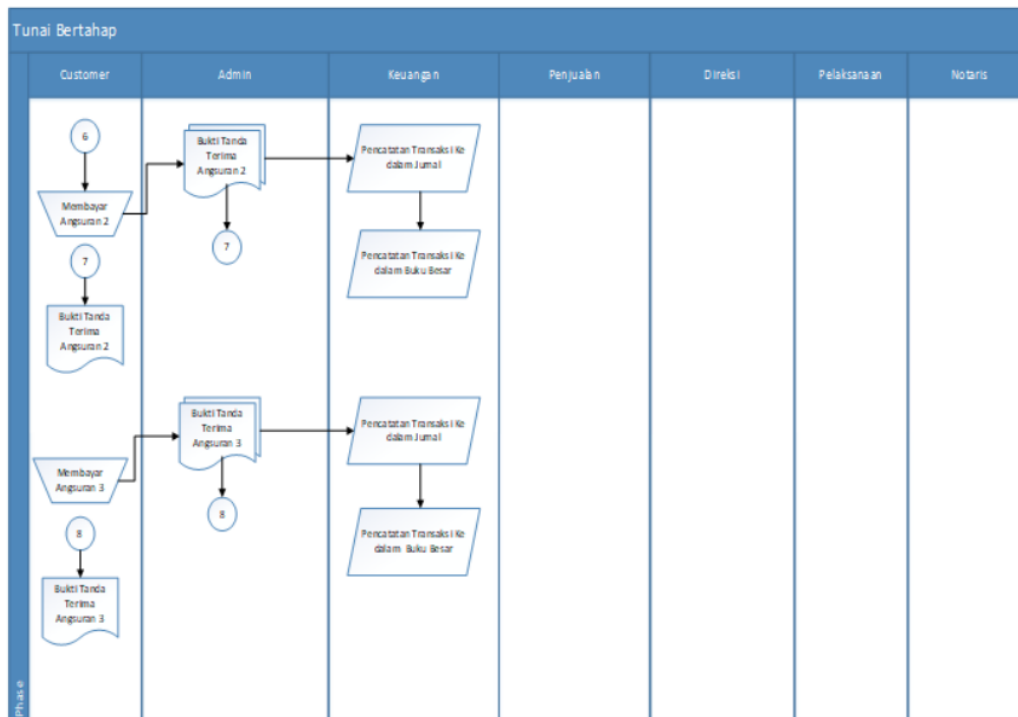 Tunai Bertahap
Customer
Admin
Keuangan
Penjualan
Direksi
Pelaksanaan
Notaris
6
Bukti Tanda
Terima
Angsuran 2
Pencatatan Transaksi Ke
dalam Jurnal
Membayar
Angsuran 2
7
7
Pencatatan Transaksi Ke
dalam Buku Besar
Bukti Tanda
Terima
Angsuran 2
Bukti Tanda
Terima
Angsuran 3
Pencatatan Transaksi Ke
dalam Jurnal
Membayar
Angsuran 3
8
8
Pencatatan Transaksi Ke
dalam Buku Besar
Bukti Tanda
Terima
Angsuran 3
Phase